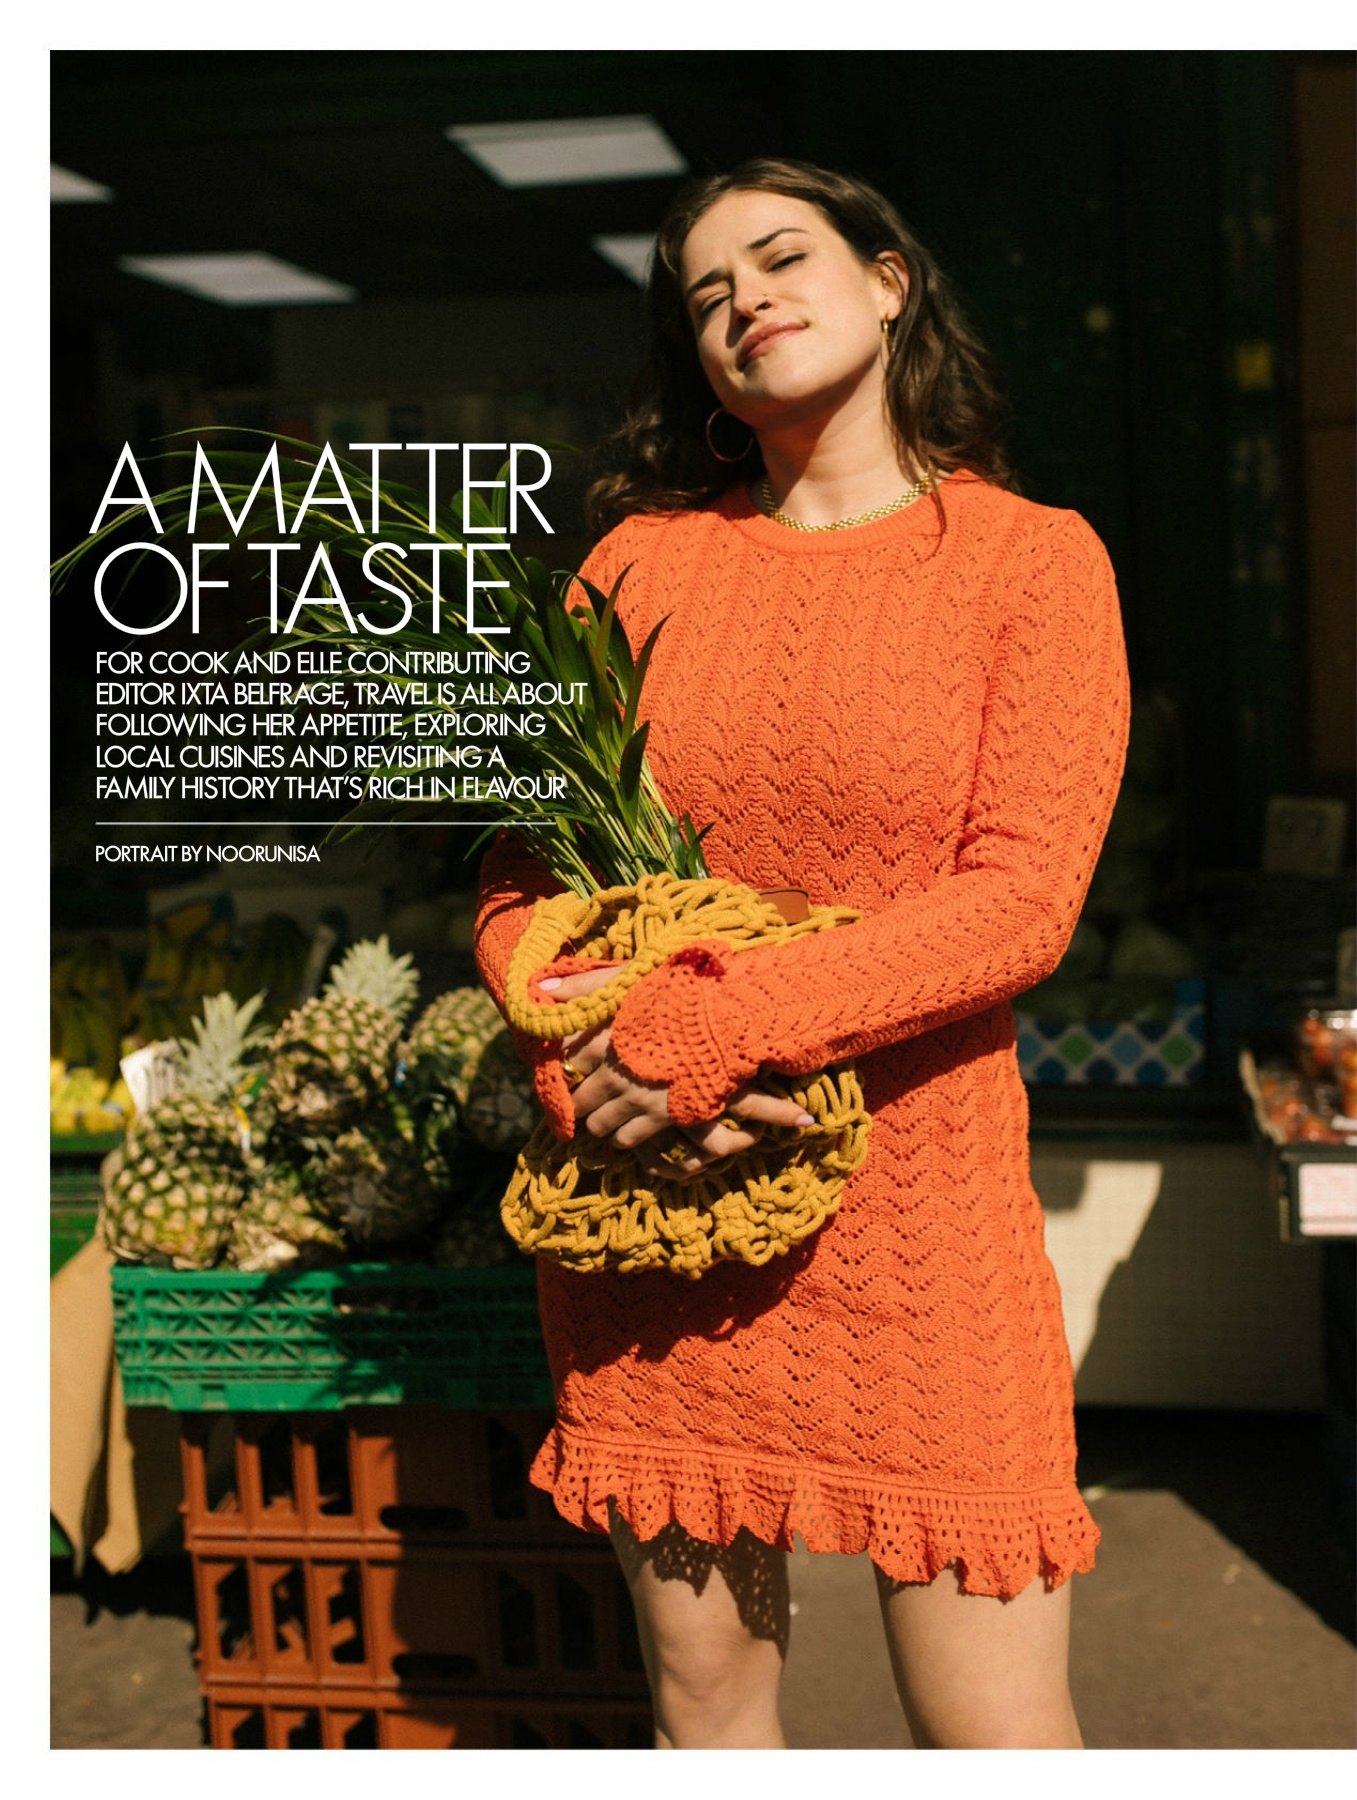 A MATTER
OF TASTE
FOR COOK AND ELLE CONTRIBUTING
EDITOR IXTA BELFRAGE, TRAVEL IS ALL ABOUT
FOLLOWING HER APPETITE, EXPLORING
LOCAL CUISINES AND REVISITING A
FAMILY HISTORY THAT'S RICH IN FLAVOUR
PORTRAIT BY NOORUNISA